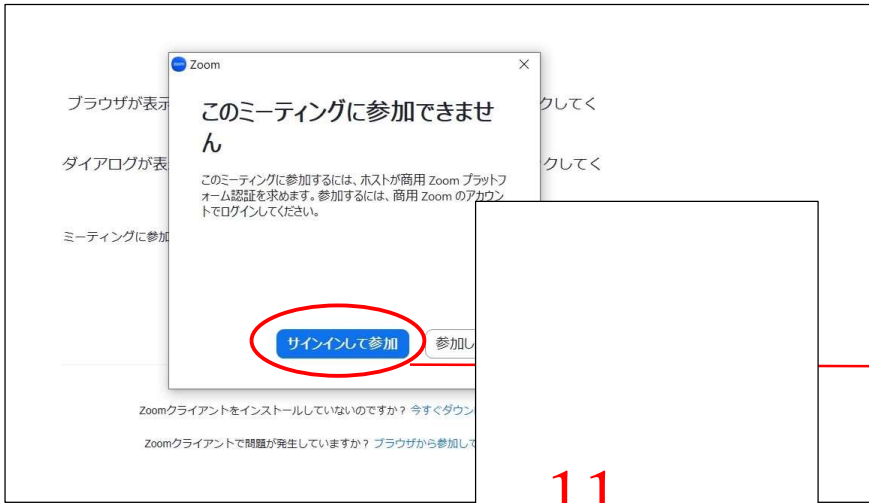 Zoom
ブラウザが表示
クしてく
このミーティングに参加できませ
ん
ダイアログが表
クしてく
このミーティングに参加するには、ホストが商用 Zoom プラットフ
ォーム認証を求めます。参加するには、商用 Zoom のアカウン
トでログインしてください。
ミーティングに参加
サインインして参加
参加し
Zoomクライアントをインストールしていないのですか？ 今すぐダウン
Zoomクライアントで問題が発生していますか？ ブラウザから参加して
11